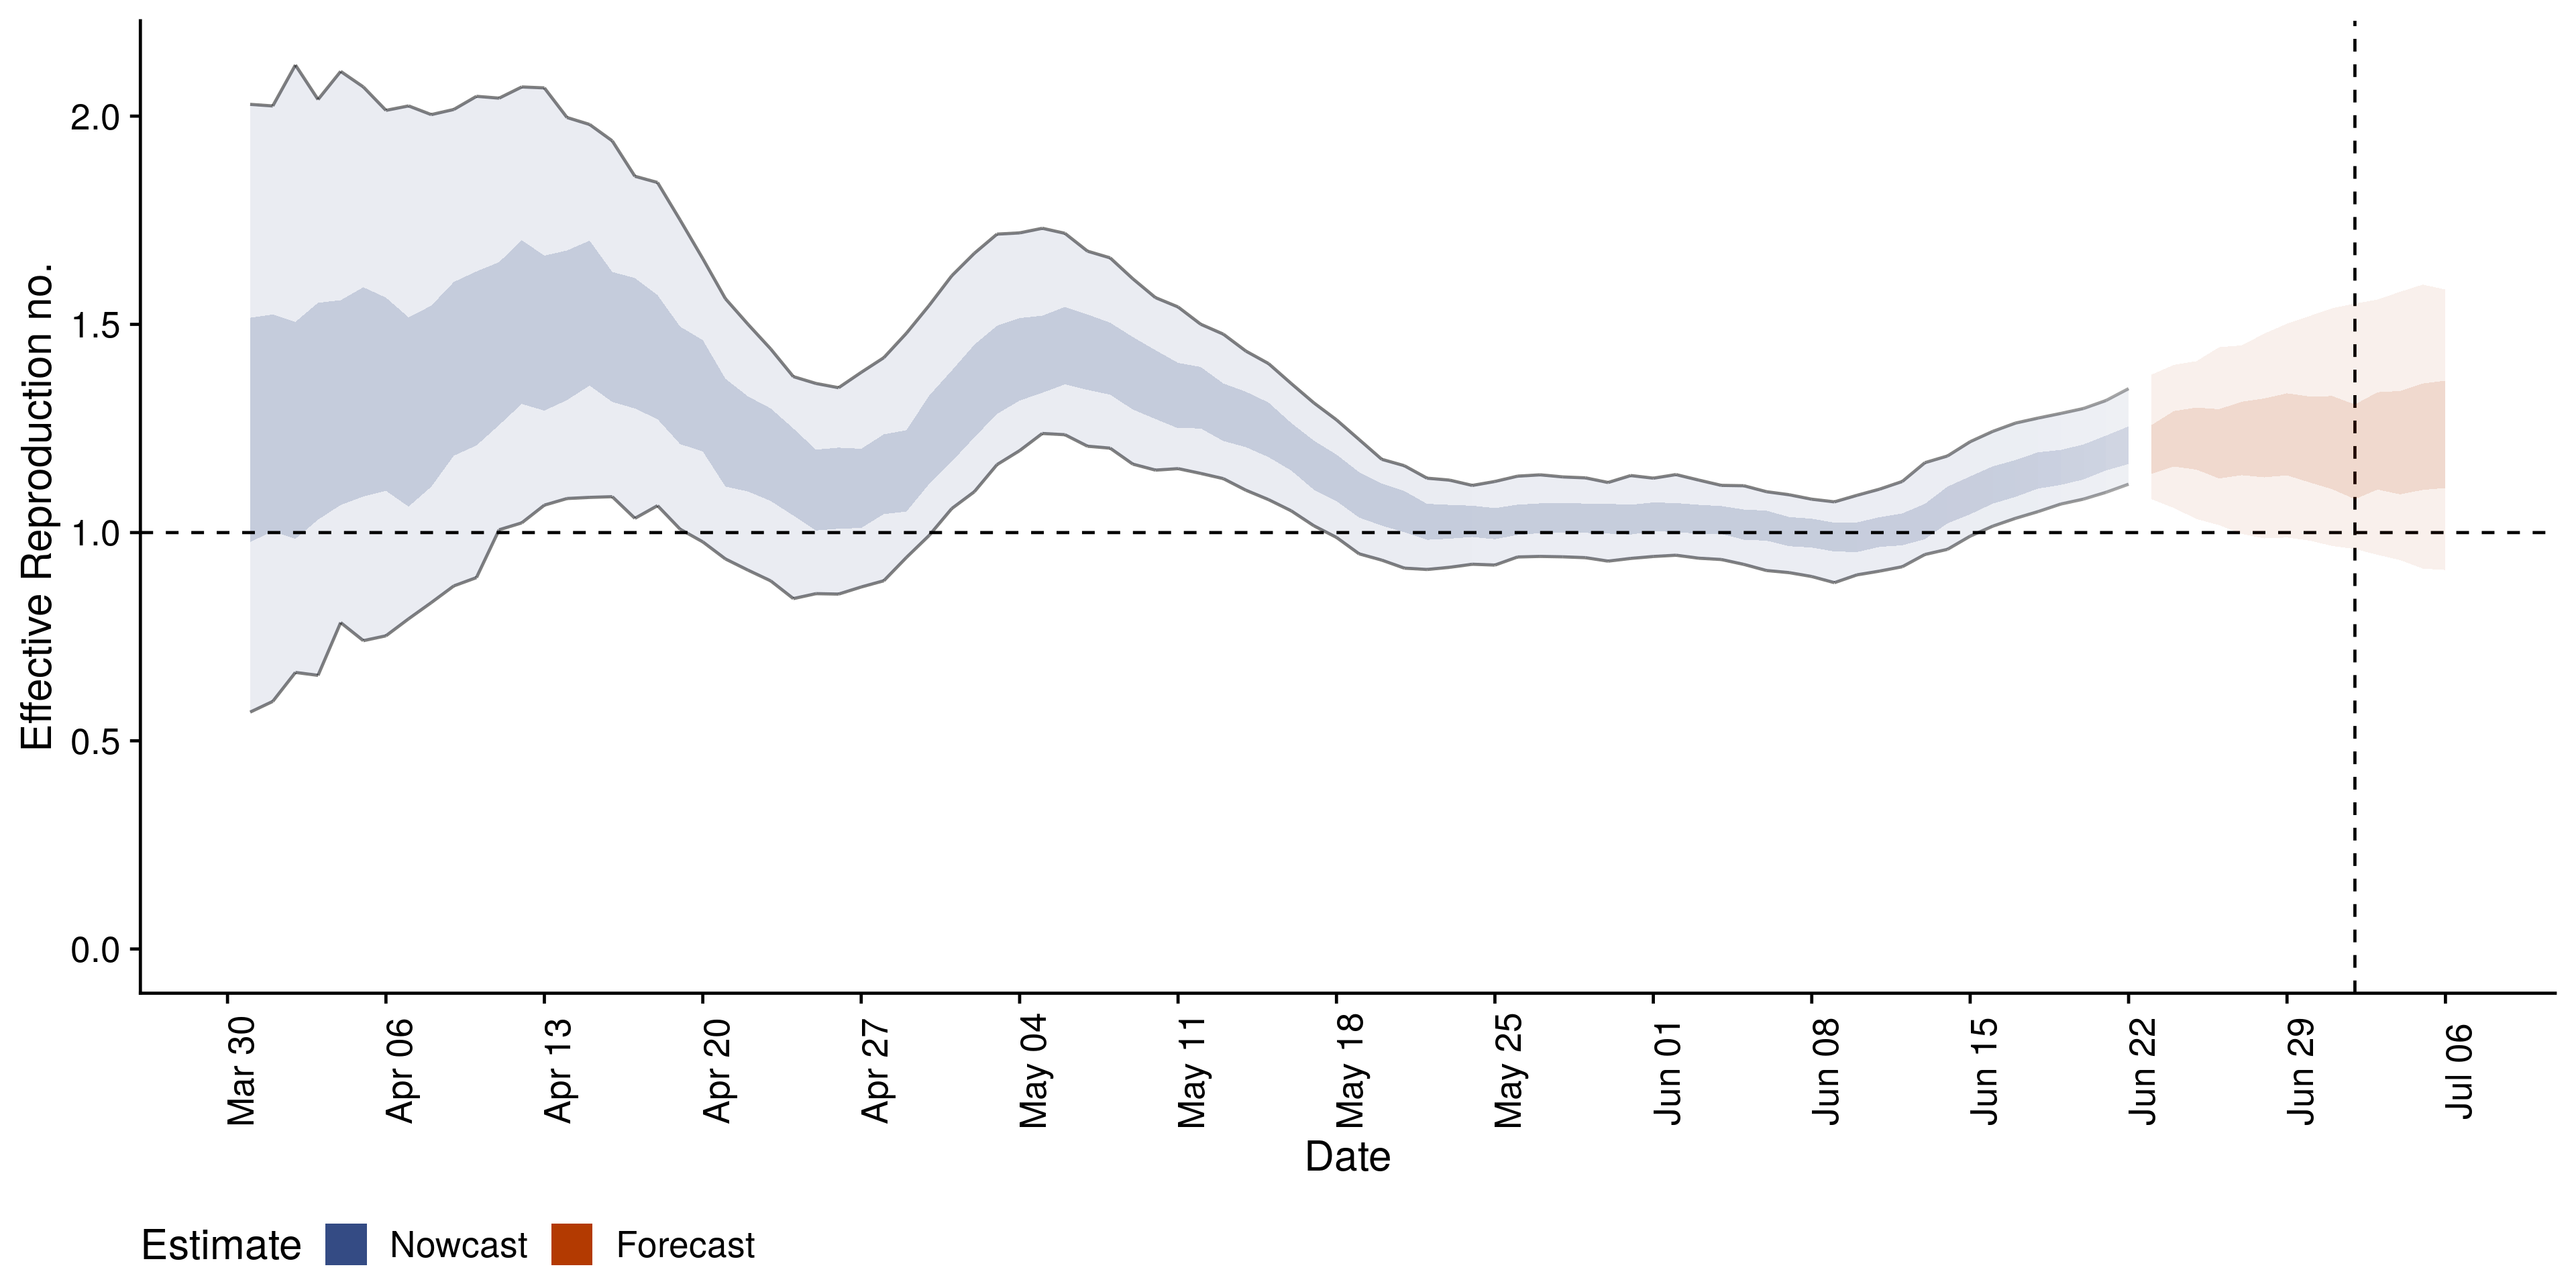 Effective Reproduction no.
2.0
1.5
1.0
0.5
0.0
Mar 30
Apr 06
Apr 13
Apr 20
Apr 27
May 04
May 11
May 18
May 25
Jun 01
Jun 08
Jun 15
Jun 22
Jun 29
Jul 06
Date
Estimate Nowcast Forecast